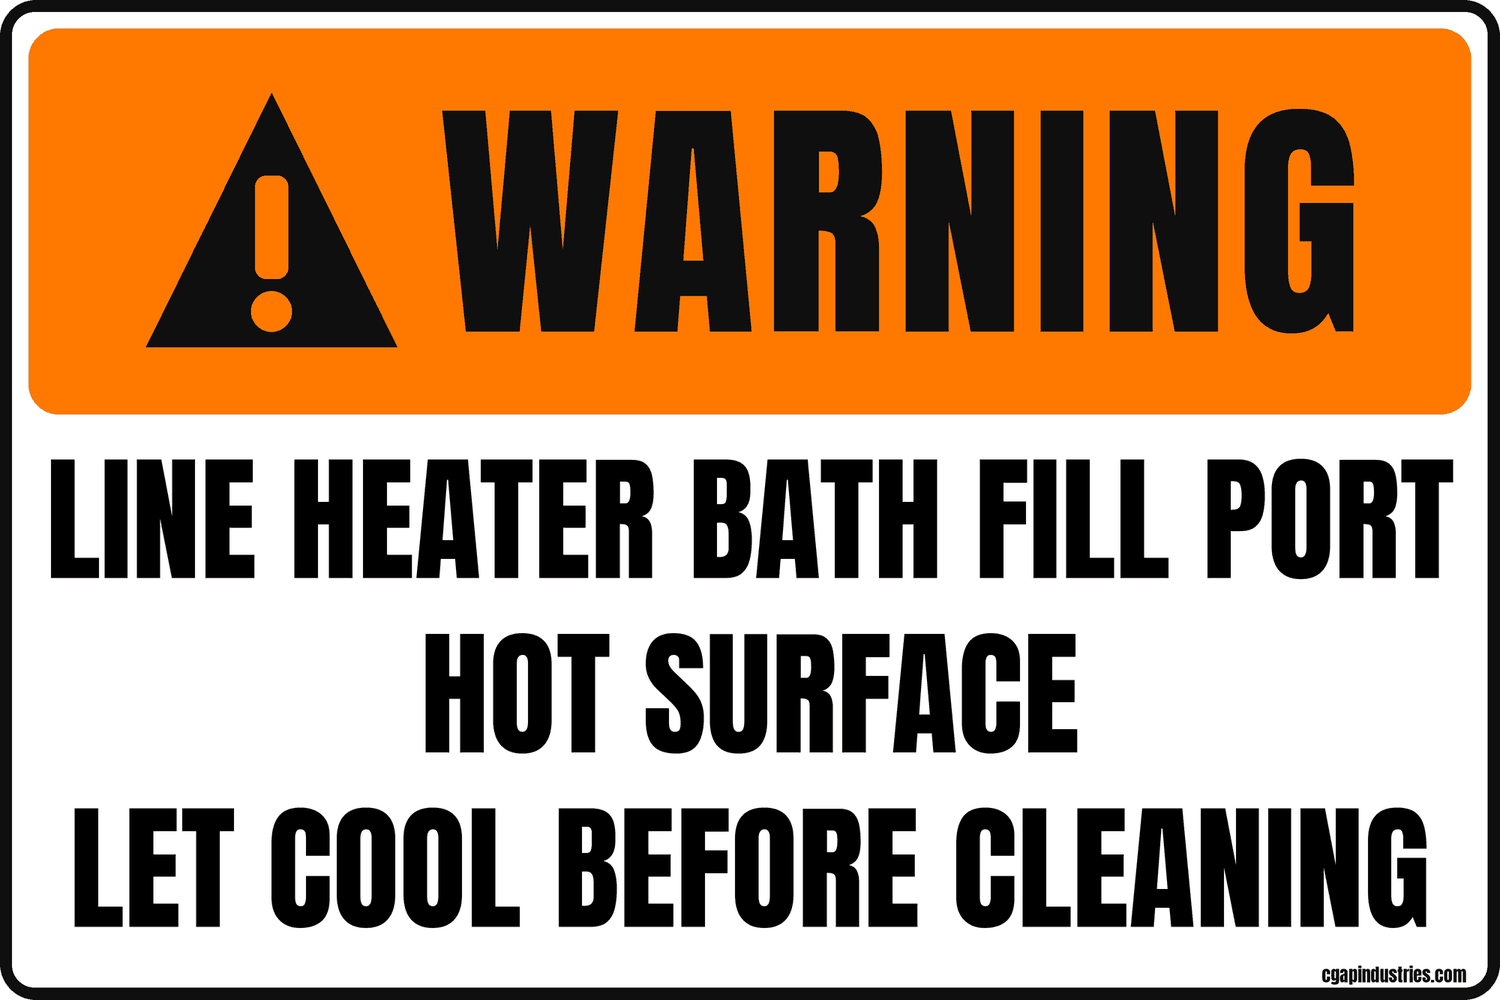 WARNING
LINE HEATER BATH FILL PORT
HOT SURFACE
LET COOL BEFORE CLEANING
cgapindustries.com